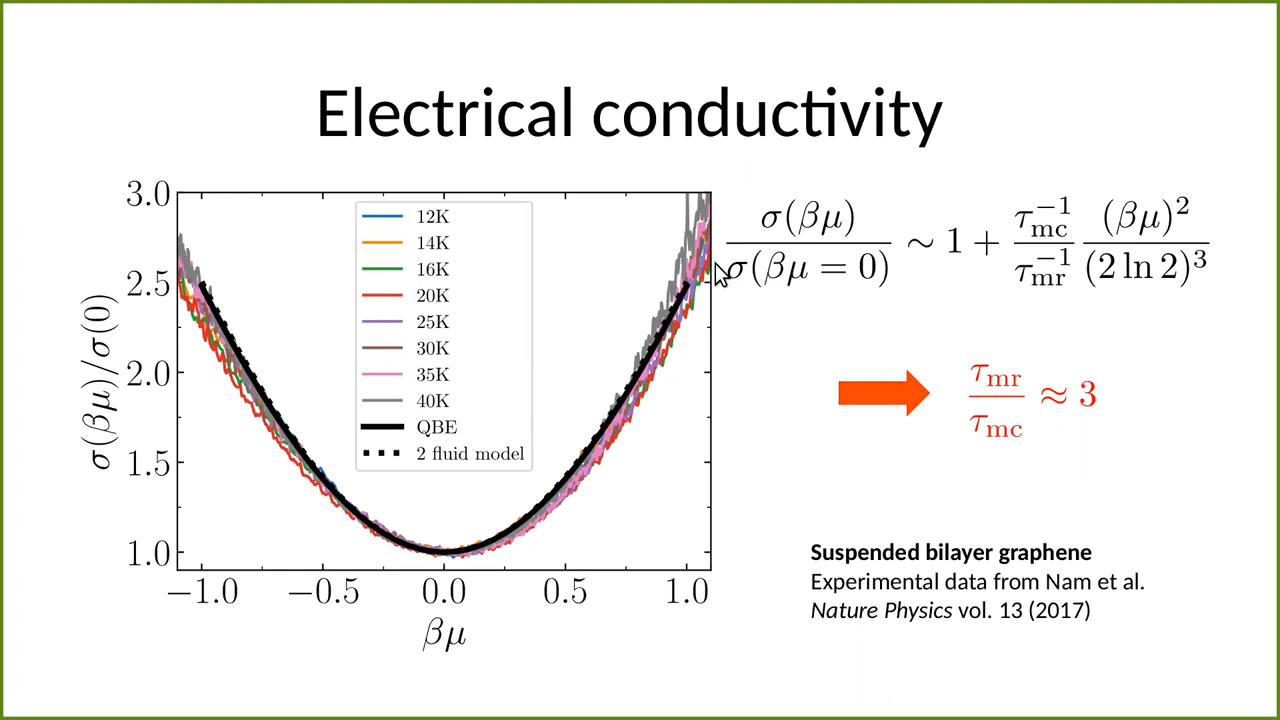 Electrical conductivity
3.0
2.5
2.0
1.5
1.0
σ(βμ)/σ(0)
−1.0 −0.5 0.0 0.5 1.0
βμ
12K
14K
16K
20K
25K
30K
35K
40K
QBE
2 fluid model
σ(βμ) / σ(βμ = 0) ∼ 1 + τ_mc^−1 / τ_mr^−1 (βμ)^2 / (2 ln 2)^3
τ_mr / τ_mc ≈ 3
Suspended bilayer graphene
Experimental data from Nam et al.
Nature Physics vol. 13 (2017)